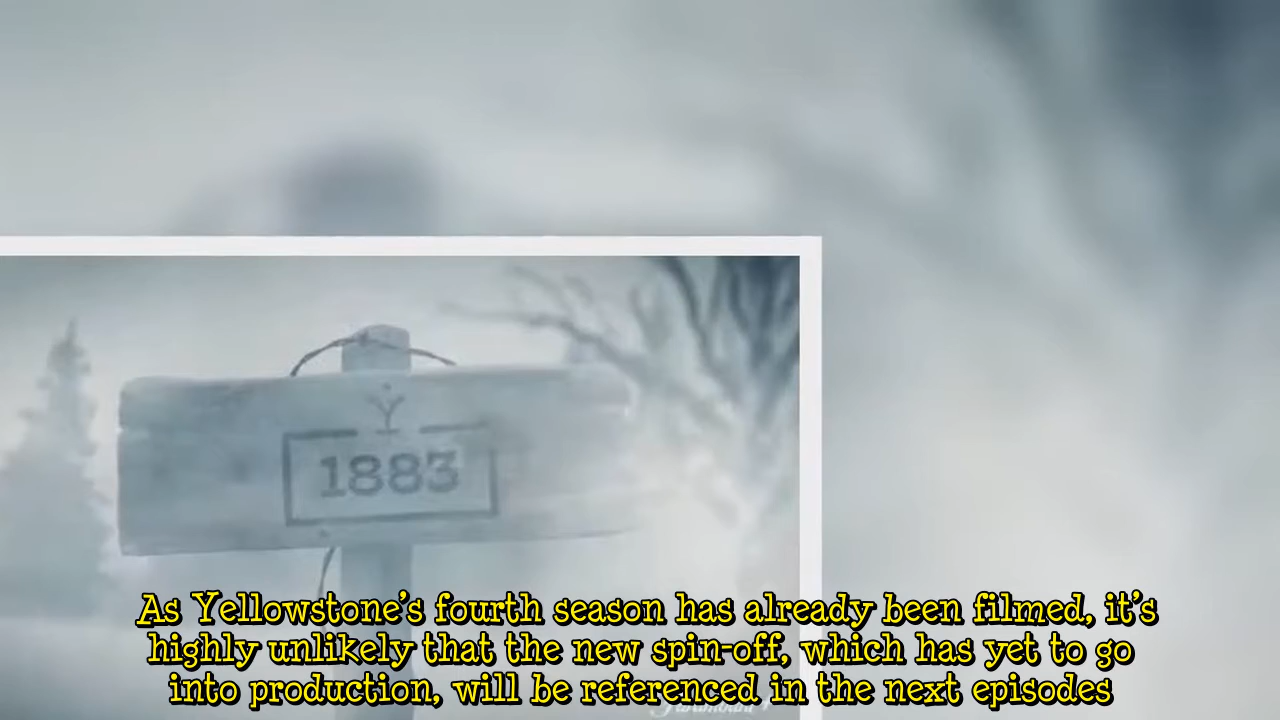 Y
1883
As Yellowstone's fourth season has already been filmed, it's
highly unlikely that the new spin-off, which has yet to go
into production, will be referenced in the next episodes